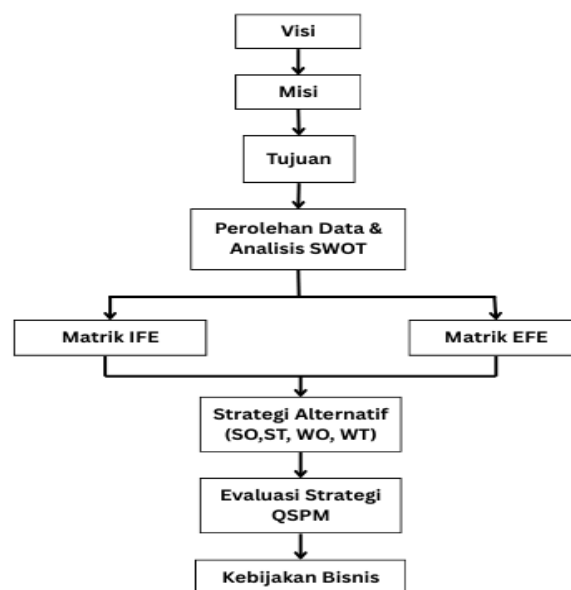 Visi
Misi
Tujuan
Perolehan Data &
Analisis SWOT
Matrik IFE
Matrik EFE
Strategi Alternatif
(SO,ST, WO, WT)
Evaluasi Strategi
QSPM
Kebijakan Bisnis